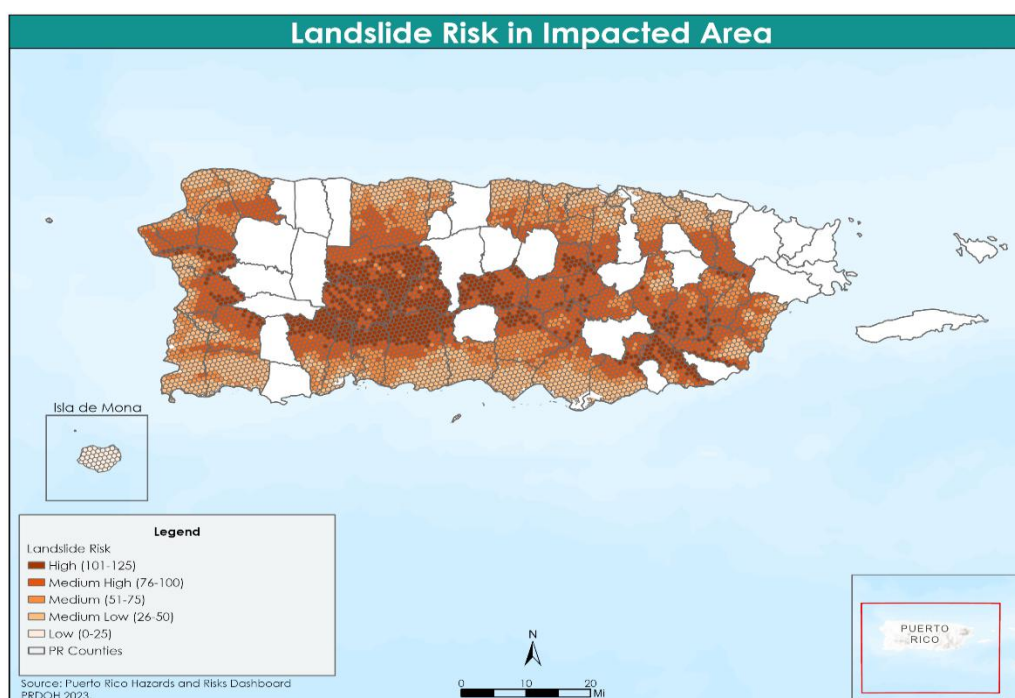 Landslide Risk in Impacted Area
Isla de Mona
Legend
Landslide Risk
High (101-125)
Medium High (76-100)
Medium (51-75)
Medium Low (26-50)
Low (0-25)
PR Counties
Source: Puerto Rico Hazards and Risks Dashboard
PRDOH 2023
N
0 10 20
Mi
PUERTO
RICO